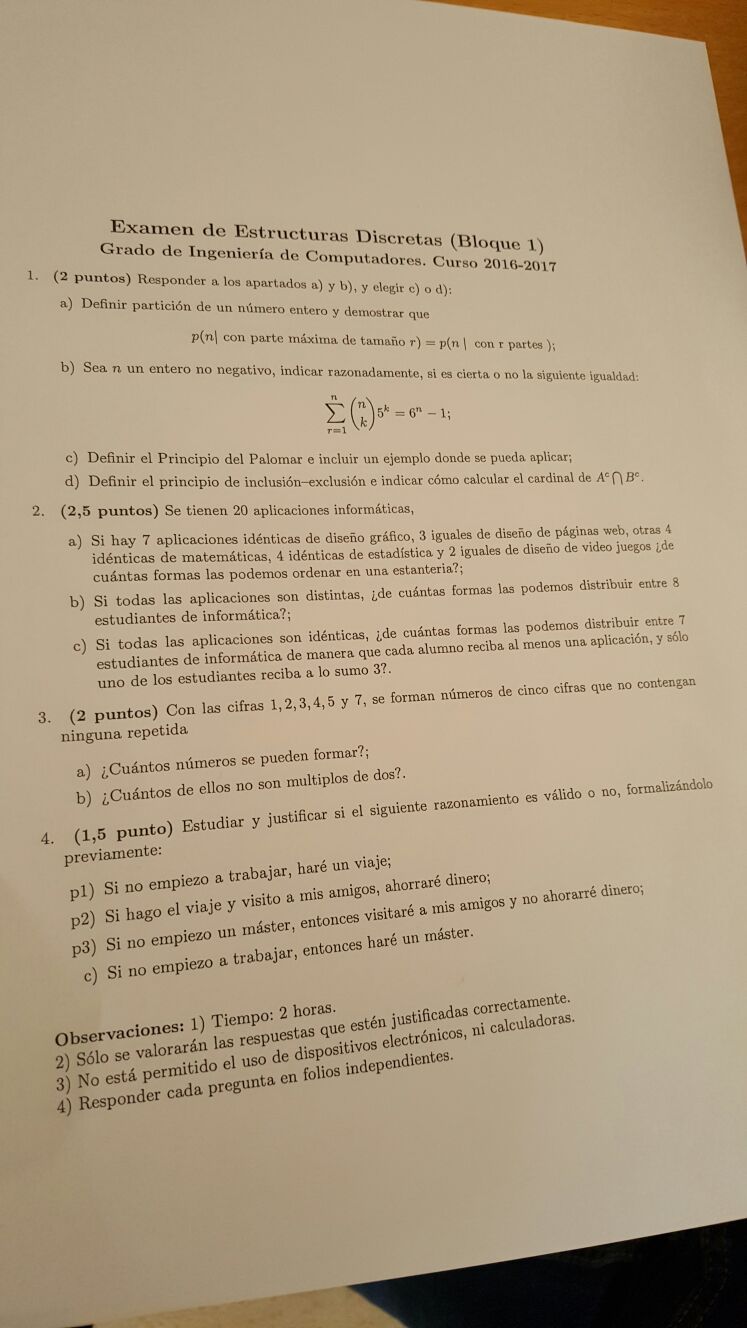 Examen de Estructuras Discretas (Bloque 1)
Grado de Ingeniería de Computadores. Curso 2016-2017
1. (2 puntos) Responder a los apartados a) y b), y elegir c) o d):
a) Definir partición de un número entero y demostrar que
p(n| con parte máxima de tamaño r) = p(n | con r partes );
b) Sea n un entero no negativo, indicar razonadamente, si es cierta o no la siguiente igualdad:
\sum_{r=1}^{n} \binom{n}{k} 5^k = 6^n − 1;
c) Definir el Principio del Palomar e incluir un ejemplo donde se pueda aplicar;
d) Definir el principio de inclusión–exclusión e indicar cómo calcular el cardinal de A^c ⋂ B^c.
2. (2,5 puntos) Se tienen 20 aplicaciones informáticas,
a) Si hay 7 aplicaciones idénticas de diseño gráfico, 3 iguales de diseño de páginas web, otras 4
idénticas de matemáticas, 4 idénticas de estadística y 2 iguales de diseño de video juegos ¿de
cuántas formas las podemos ordenar en una estanteria?;
b) Si todas las aplicaciones son distintas, ¿de cuántas formas las podemos distribuir entre 8
estudiantes de informática?;
c) Si todas las aplicaciones son idénticas, ¿de cuántas formas las podemos distribuir entre 7
estudiantes de informática de manera que cada alumno reciba al menos una aplicación, y sólo
uno de los estudiantes reciba a lo sumo 3?.
3. (2 puntos) Con las cifras 1, 2, 3, 4, 5 y 7, se forman números de cinco cifras que no contengan
ninguna repetida
a) ¿Cuántos números se pueden formar?;
b) ¿Cuántos de ellos no son multiplos de dos?.
4. (1,5 punto) Estudiar y justificar si el siguiente razonamiento es válido o no, formalizándolo
previamente:
p1) Si no empiezo a trabajar, haré un viaje;
p2) Si hago el viaje y visito a mis amigos, ahorraré dinero;
p3) Si no empiezo un máster, entonces visitaré a mis amigos y no ahorarré dinero;
c) Si no empiezo a trabajar, entonces haré un máster.
Observaciones: 1) Tiempo: 2 horas.
2) Sólo se valorarán las respuestas que estén justificadas correctamente.
3) No está permitido el uso de dispositivos electrónicos, ni calculadoras.
4) Responder cada pregunta en folios independientes.